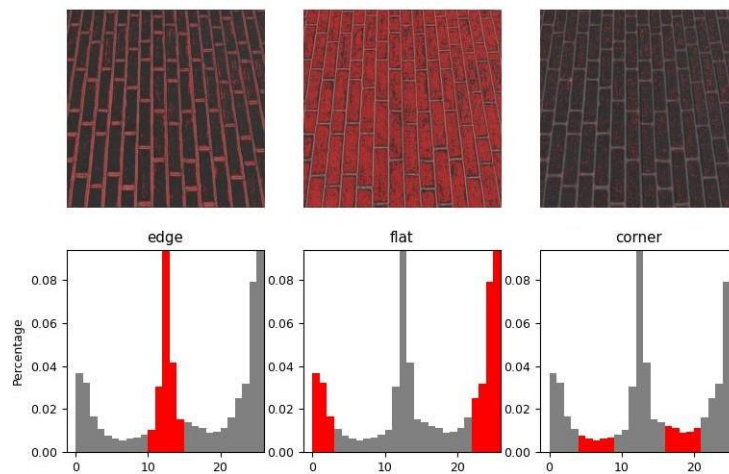 edge flat corner
0.08 0.08 0.08
0.06 0.06 0.06
Percentage
0.04 0.04 0.04
0.02 0.02 0.02
0.00 0.00 0.00
0 10 20 0 10 20 0 10 20